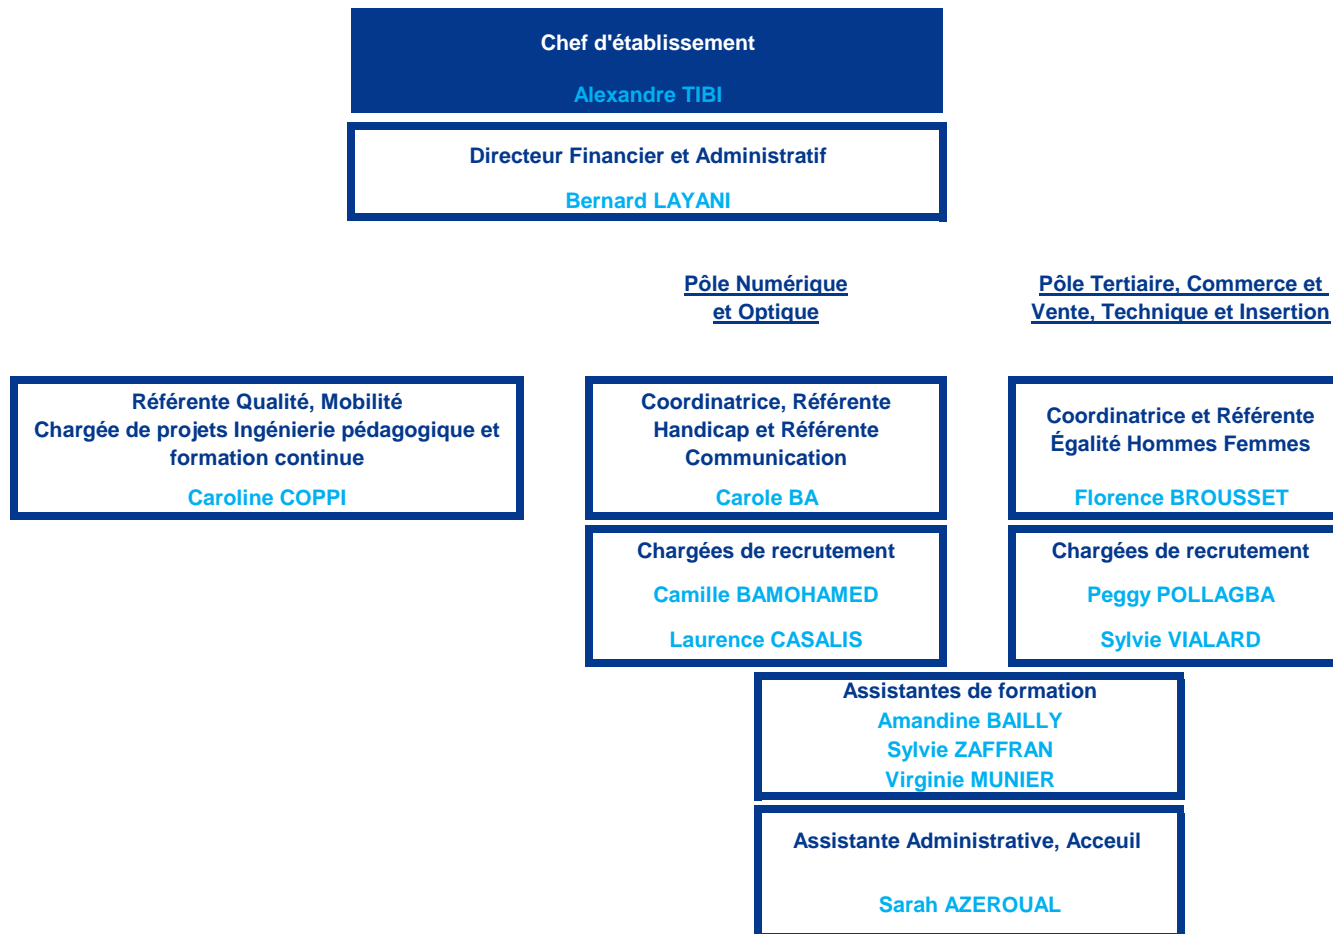 Chef d'établissement
Alexandre TIBI
Directeur Financier et Administratif
Bernard LAYANI
Pôle Numérique
et Optique
Pôle Tertiaire, Commerce et
Vente, Technique et Insertion
Référente Qualité, Mobilité
Chargée de projets Ingénierie pédagogique et
formation continue
Caroline COPPI
Coordinatrice, Référente
Handicap et Référente
Communication
Carole BA
Coordinatrice et Référente
Égalité Hommes Femmes
Florence BROUSSET
Chargées de recrutement
Camille BAMOHAMED
Laurence CASALIS
Chargées de recrutement
Peggy POLLAGBA
Sylvie VIALARD
Assistantes de formation
Amandine BAILLY
Sylvie ZAFFRAN
Virginie MUNIER
Assistante Administrative, Acceuil
Sarah AZEROUAL